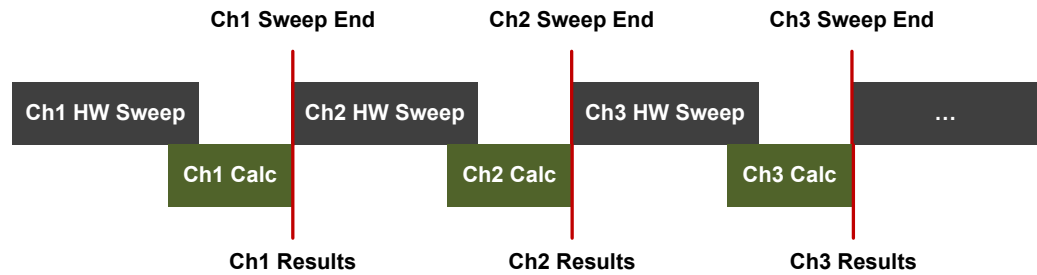 Ch1 Sweep End
Ch2 Sweep End
Ch3 Sweep End
Ch1 HW Sweep
Ch2 HW Sweep
Ch3 HW Sweep
…
Ch1 Calc
Ch2 Calc
Ch3 Calc
Ch1 Results
Ch2 Results
Ch3 Results